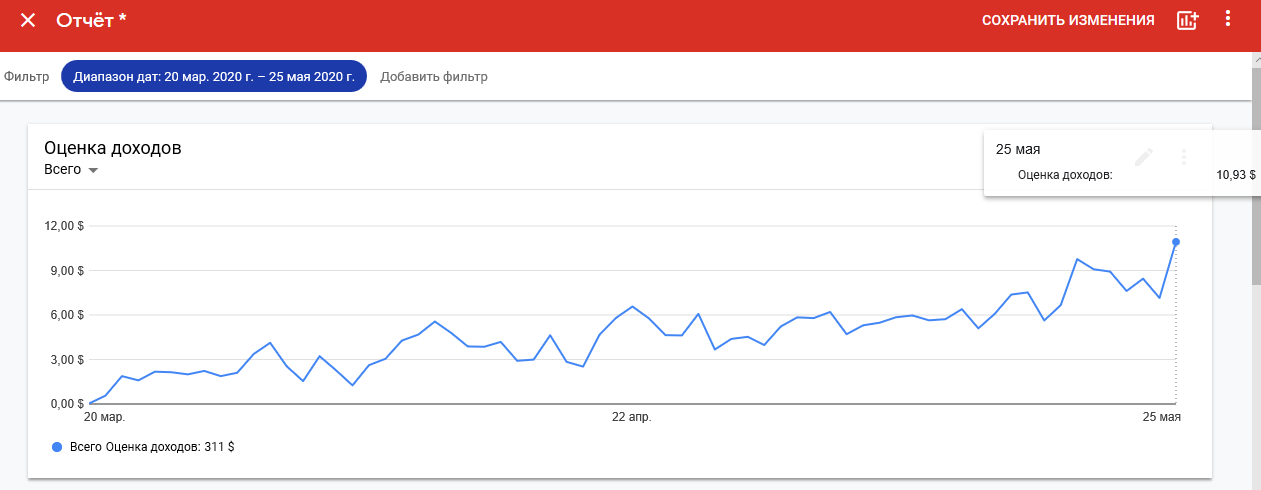 Отчёт *
СОХРАНИТЬ ИЗМЕНЕНИЯ
Фильтр
Диапазон дат: 20 мар. 2020 г. – 25 мая 2020 г.
Добавить фильтр
Оценка доходов
Всего
25 мая
Оценка доходов: 10,93 $
12,00 $
9,00 $
6,00 $
3,00 $
0,00 $
20 мар. 22 апр. 25 мая
Всего Оценка доходов: 311 $